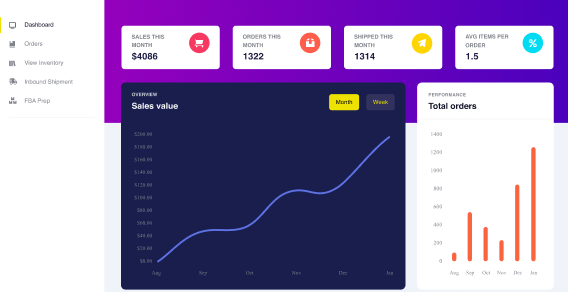 Dashboard
Orders
View Inventory
Inbound Shipment
FBA Prep
SALES THIS
MONTH
$4086
ORDERS THIS
MONTH
1322
SHIPPED THIS
MONTH
1314
AVG ITEMS PER
ORDER
1.5
OVERVIEW
Sales value
Month
Week
$200.00
$180.00
$160.00
$140.00
$120.00
$100.00
$80.00
$60.00
$40.00
$20.00
$0.00
Aug Sep Oct Nov Dec Jan
PERFORMANCE
Total orders
1400
1200
1000
800
600
400
200
0
Aug Sep Oct Nov Dec Jan